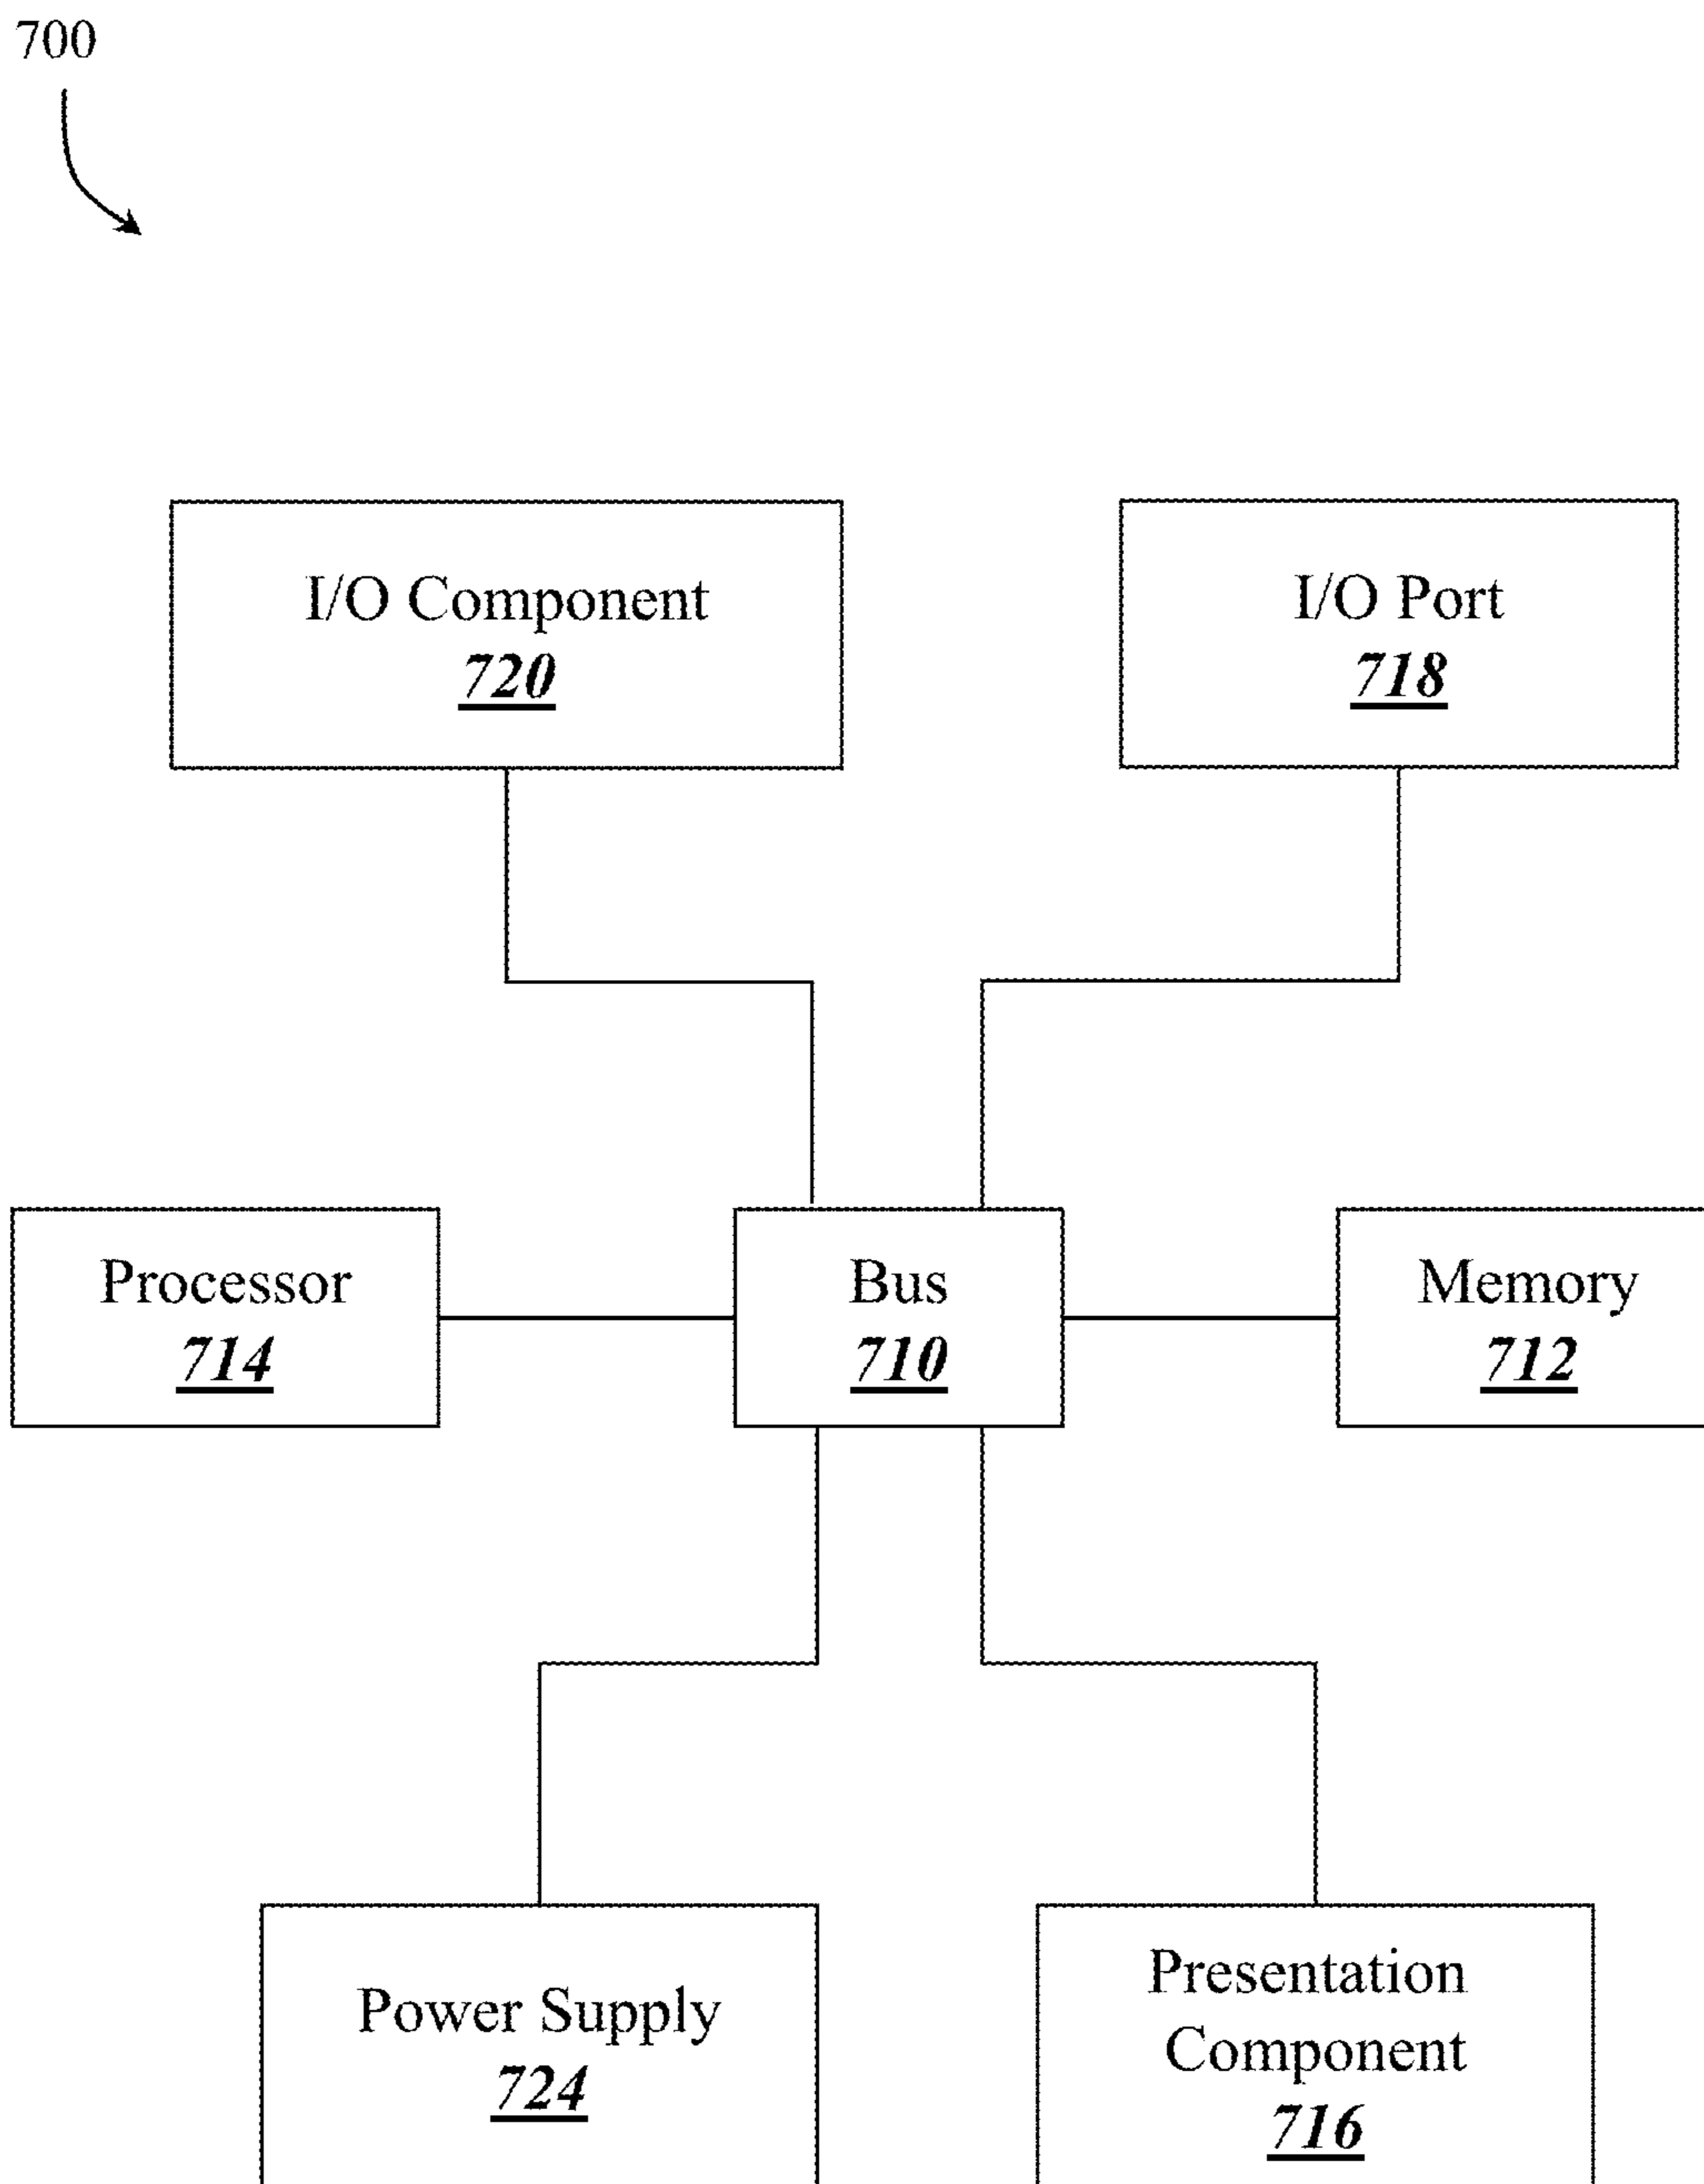 700
I/O Component
720
I/O Port
718
Processor
714
Bus
710
Memory
712
Power Supply
724
Presentation
Component
716